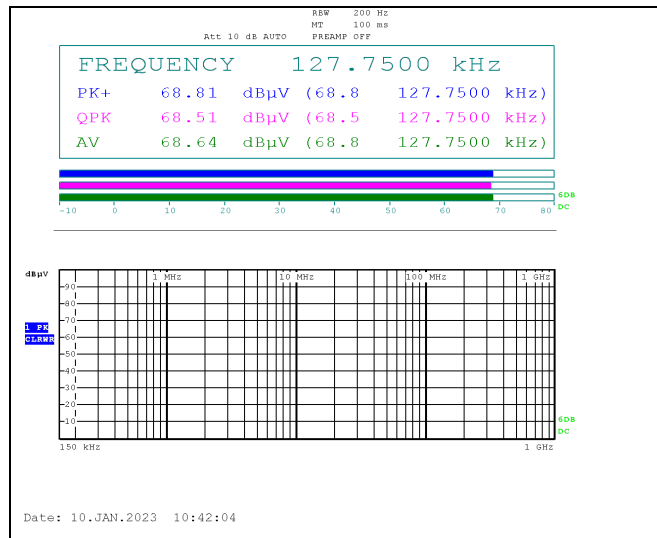 RBW 200 Hz
MT 100 ms
Att 10 dB AUTO PREAMP OFF
FREQUENCY 127.7500 kHz
PK+ 68.81 dBµV (68.8 127.7500 kHz)
QPK 68.51 dBµV (68.5 127.7500 kHz)
AV 68.64 dBµV (68.8 127.7500 kHz)
6DB
-10 0 10 20 30 40 50 60 70 80 DC
dBµV 1 MHz 10 MHz 100 MHz 1 GHz
90
80
70
1 PK
60
CLRWR
50
40
30
20
10
6DB
DC
150 kHz 1 GHz
Date: 10.JAN.2023 10:42:04